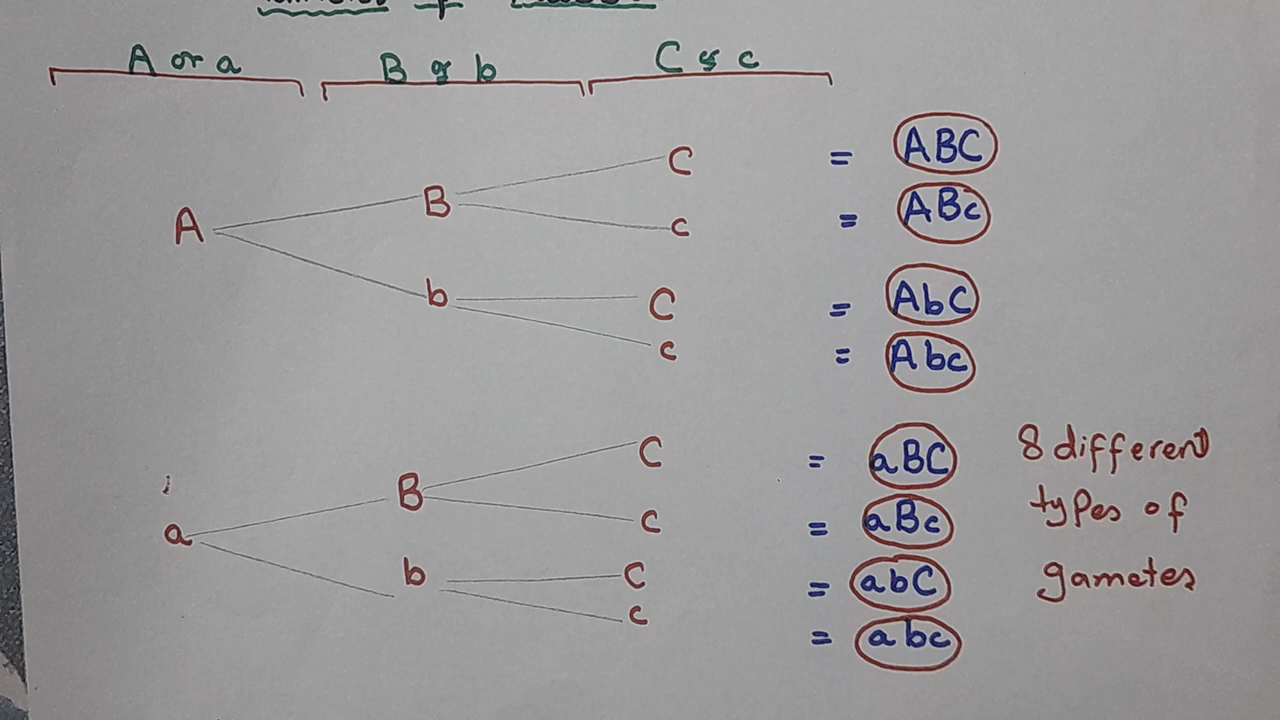 A or a B or b C or c
C = ABC
B
A c = ABc
b C = AbC
c = Abc
C = aBC 8 different
B
a c = aBc types of
b C = abC gametes
c = abc